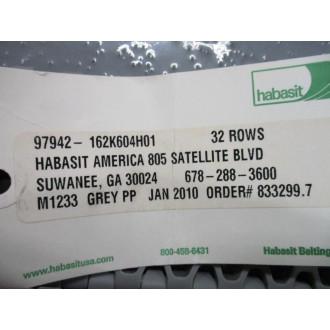 habasit
97942-162K604H01 32 ROWS
HABASIT AMERICA 805 SATELLITE BLVD
SUWANEE, GA 30024 678-288-3600
M1233 GREY PP JAN 2010 ORDER# 833299.7
www.habasitusa.com 800-458-6431 Habasit Belting